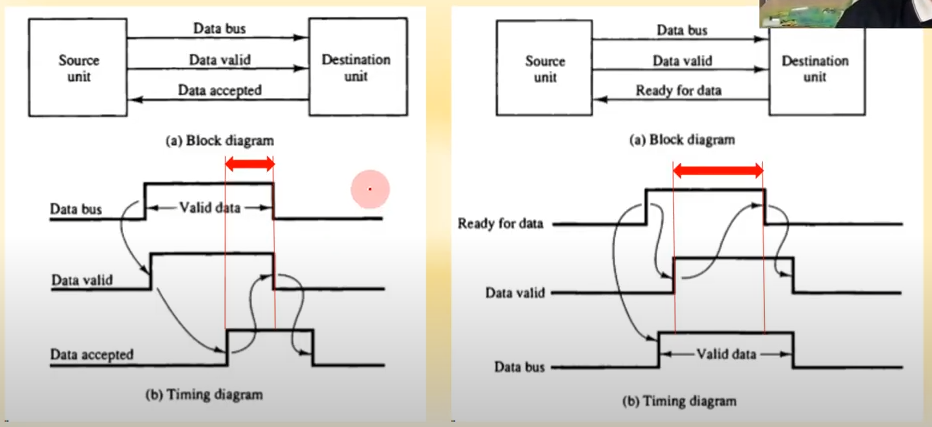 Source
unit
Data bus
Data valid
Data accepted
Destination
unit
(a) Block diagram
Data bus
Valid data
Data valid
Data accepted
(b) Timing diagram
Source
unit
Data bus
Data valid
Ready for data
Destination
unit
(a) Block diagram
Ready for data
Data valid
Data bus
Valid data
(b) Timing diagram